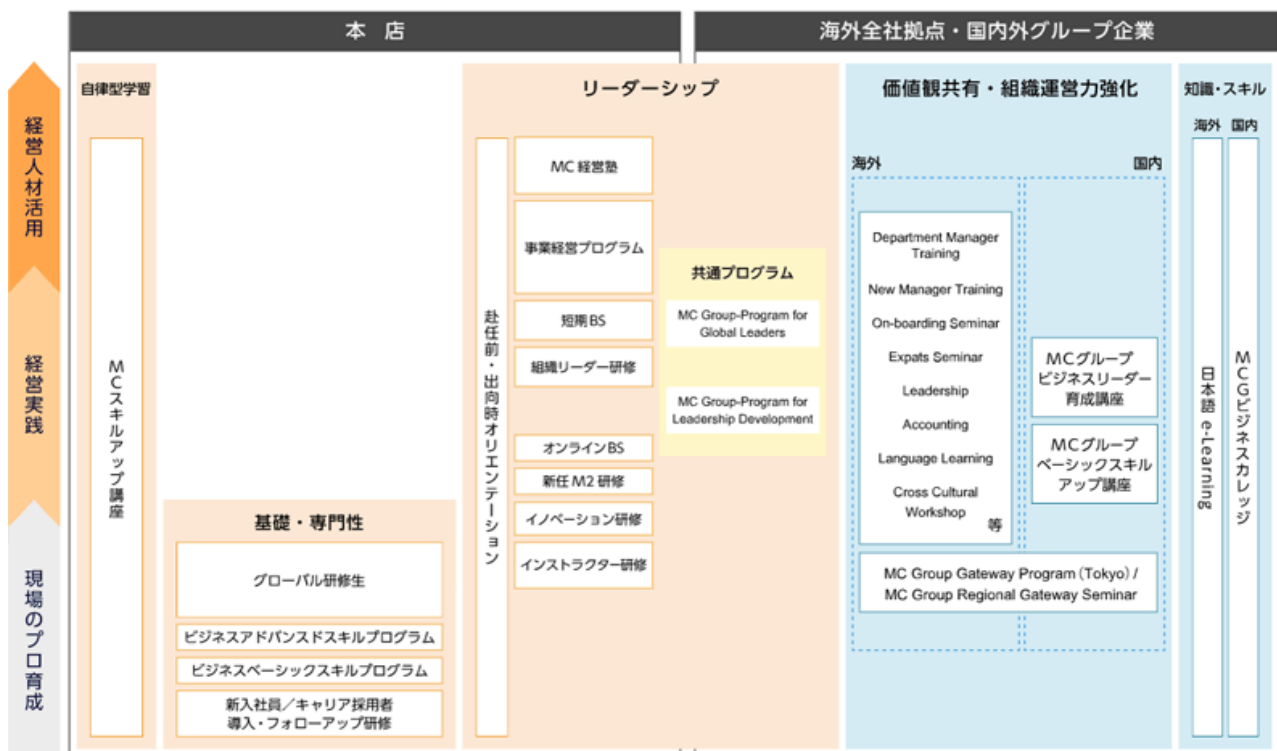 本 店
海外全社拠点・国内外グループ企業
経営人材活用
経営実践
現場のプロ育成
自律型学習
MCスキルアップ講座
基礎・専門性
グローバル研修生
ビジネスアドバンスドスキルプログラム
ビジネスベーシックスキルプログラム
新入社員／キャリア採用者
導入・フォローアップ研修
リーダーシップ
赴任前・出向時オリエンテーション
MC 経営塾
事業経営プログラム
短期BS
組織リーダー研修
オンラインBS
新任M2研修
イノベーション研修
インストラクター研修
共通プログラム
MC Group-Program for
Global Leaders
MC Group-Program for
Leadership Development
価値観共有・組織運営力強化
海外
国内
Department Manager
Training
New Manager Training
On-boarding Seminar
Expats Seminar
Leadership
Accounting
Language Learning
Cross Cultural
Workshop
等
MCグループ
ビジネスリーダー
育成講座
MCグループ
ベーシックスキル
アップ講座
MC Group Gateway Program（Tokyo）/
MC Group Regional Gateway Seminar
知識・スキル
海外
国内
日本語 e-Learning
MCGビジネスカレッジ